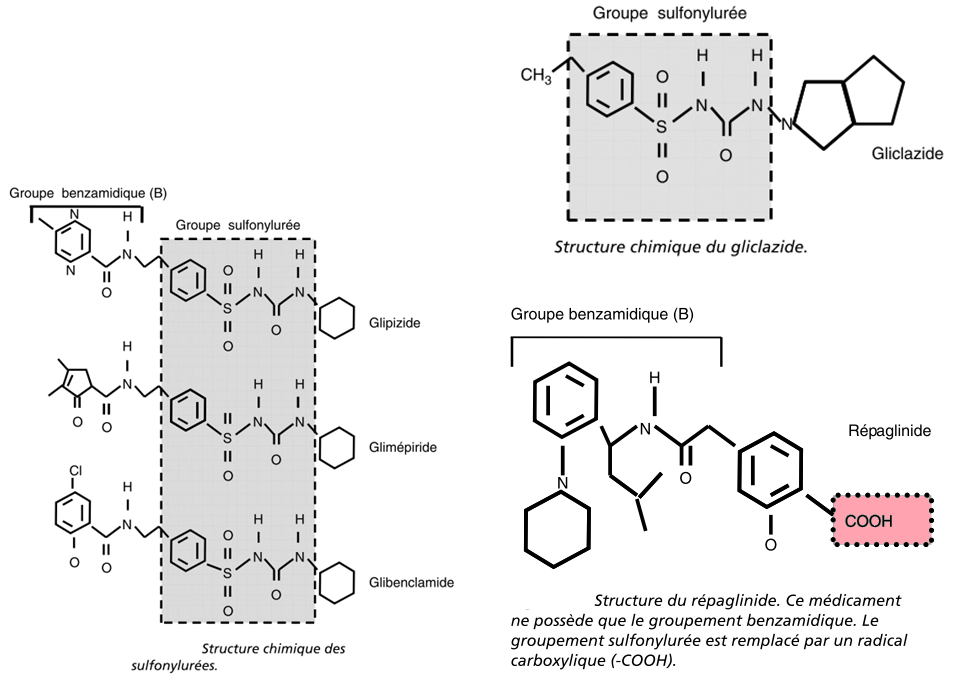 Groupe sulfonylurée
CH3
H
H
O
S
N
N
N
O
O
Gliclazide
Structure chimique du gliclazide.
Groupe benzamidique (B)
N
H
N
N
O
Groupe sulfonylurée
O
H
H
S
N
N
O
O
Glipizide
H
N
O
O
H
H
O
S
N
N
O
O
Glimépiride
Cl
H
N
O
O
H
H
O
S
N
N
O
O
Glibenclamide
Structure chimique des
sulfonylurées.
Groupe benzamidique (B)
H
N
O
N
O
Répaglinide
COOH
Structure du répaglinide. Ce médicament
ne possède que le groupement benzamidique. Le
groupement sulfonylurée est remplacé par un radical
carboxylique (-COOH).